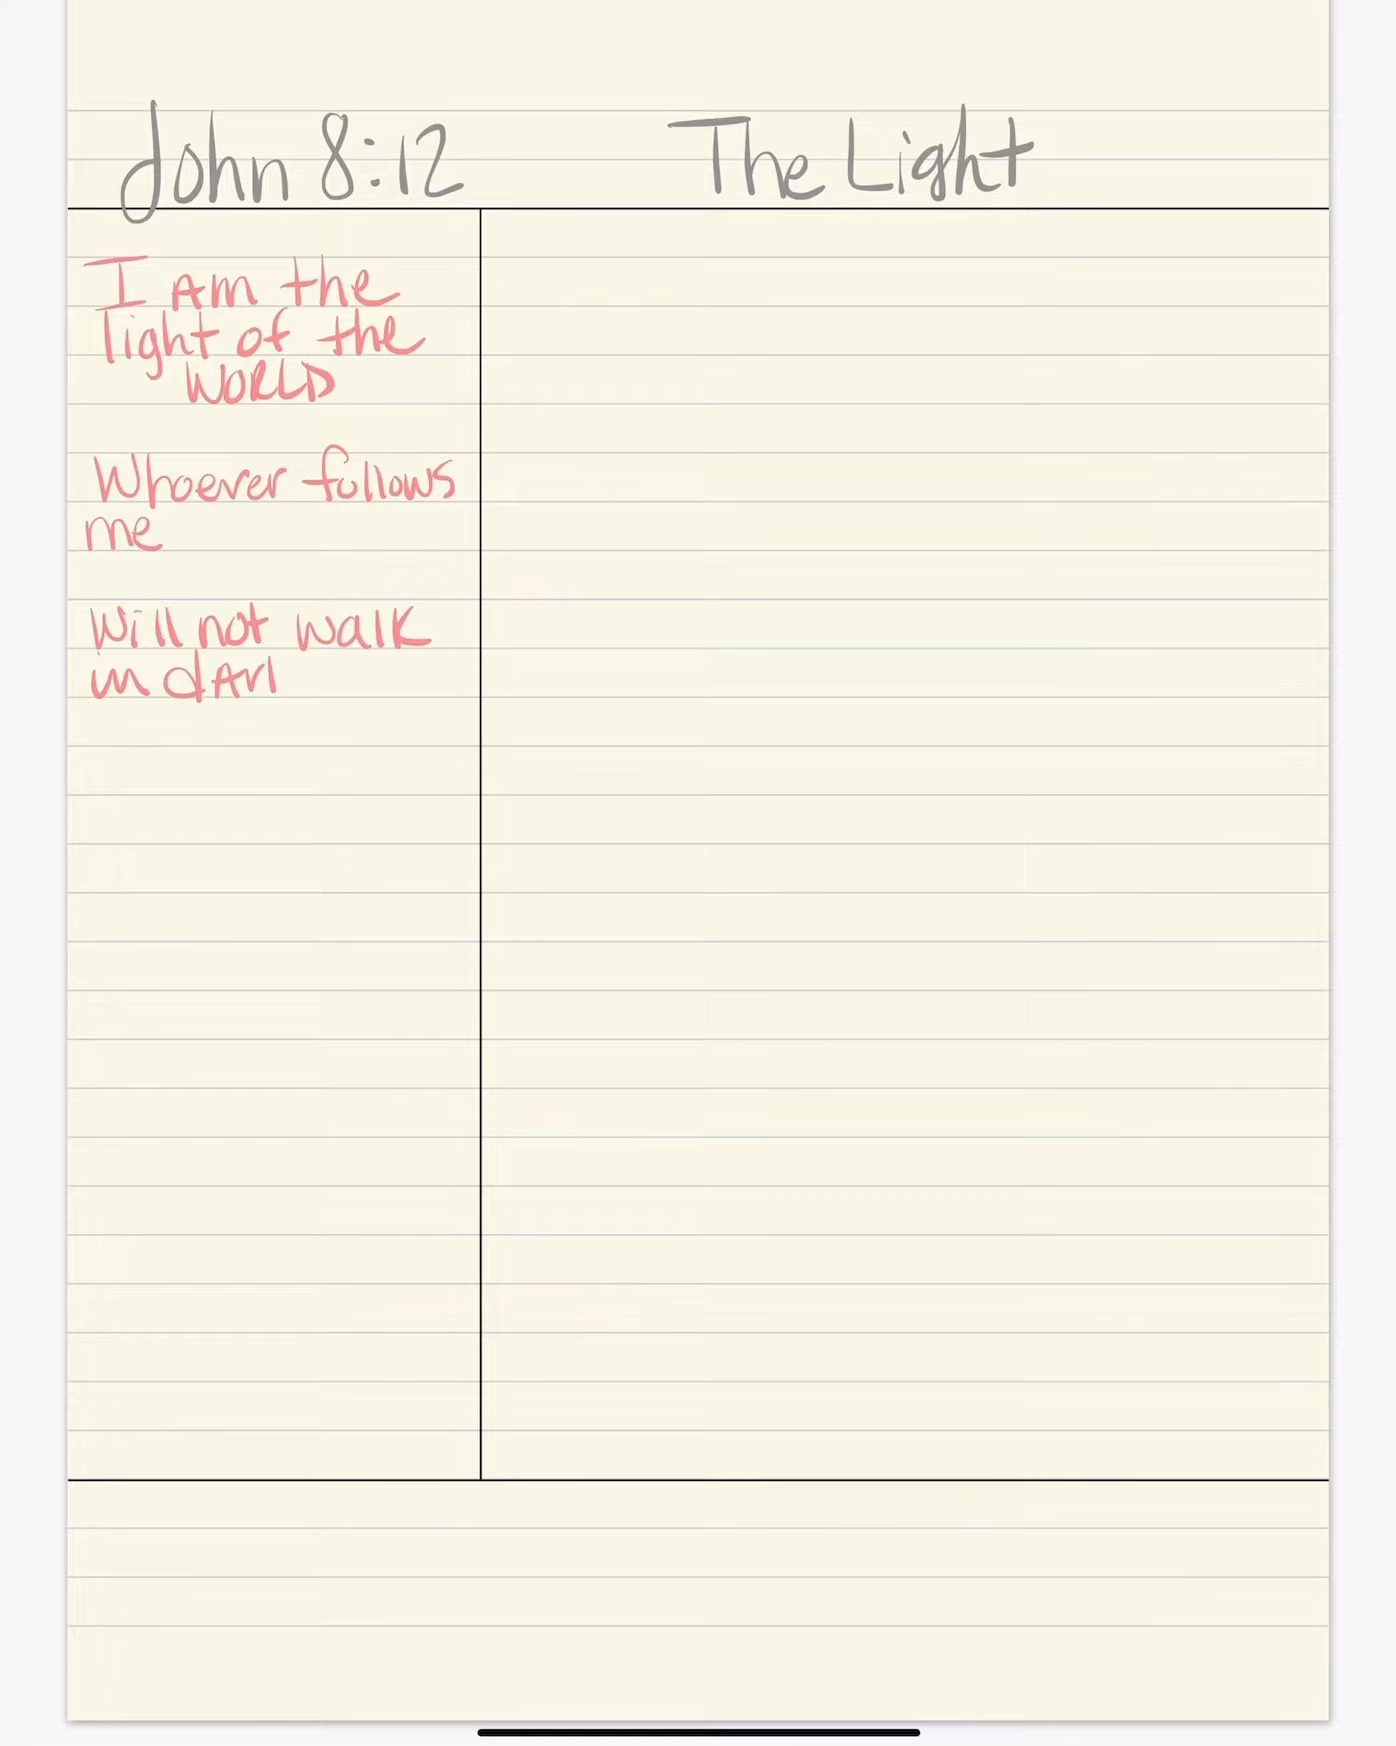 John 8:12 The Light
I AM the
light of the
WORLD
Whoever follows
me
Will not walk
in dArl